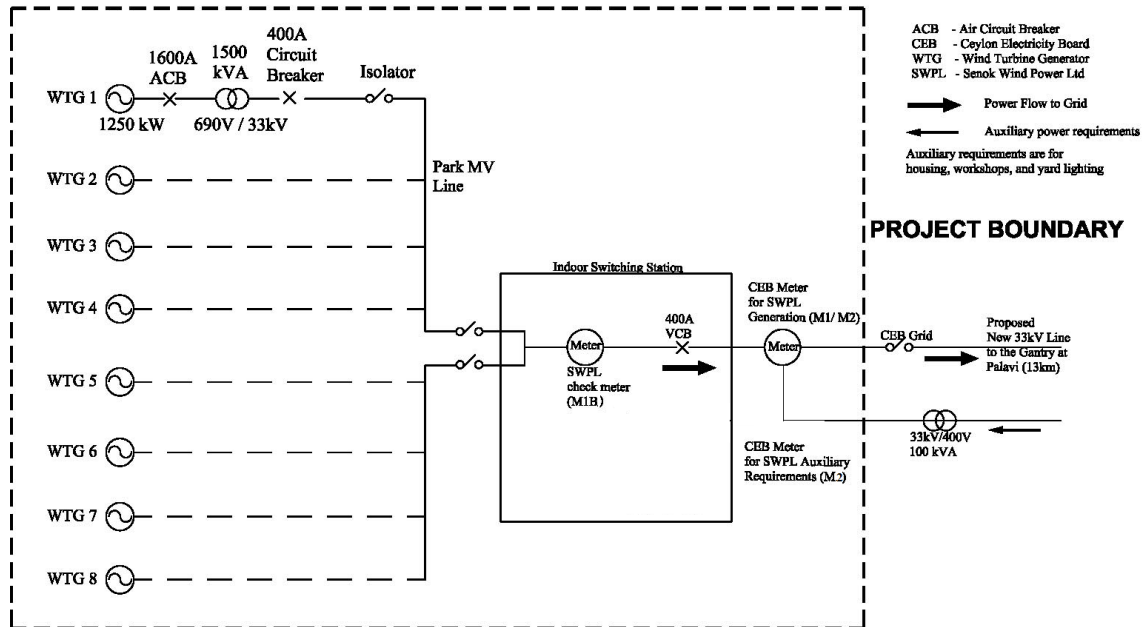 ACB - Air Circuit Breaker
CEB - Ceylon Electricity Board
WTG - Wind Turbine Generator
SWPL - Senok Wind Power Ltd
Power Flow to Grid
Auxiliary power requirements
Auxiliary requirements are for
housing, workshops, and yard lighting
PROJECT BOUNDARY
1600A
ACB
1500
kVA
400A
Circuit
Breaker
Isolator
WTG 1
1250 kW
690V / 33kV
Park MV
Line
WTG 2
WTG 3
WTG 4
WTG 5
WTG 6
WTG 7
WTG 8
Indoor Switching Station
Meter
SWPL
check meter
(M1B)
400A
VCB
CEB Meter
for SWPL
Generation (M1/ M2)
Meter
CEB Grid
Proposed
New 33kV Line
to the Gantry at
Palavi (13km)
CEB Meter
for SWPL Auxiliary
Requirements (M2)
33kV/400V
100 kVA